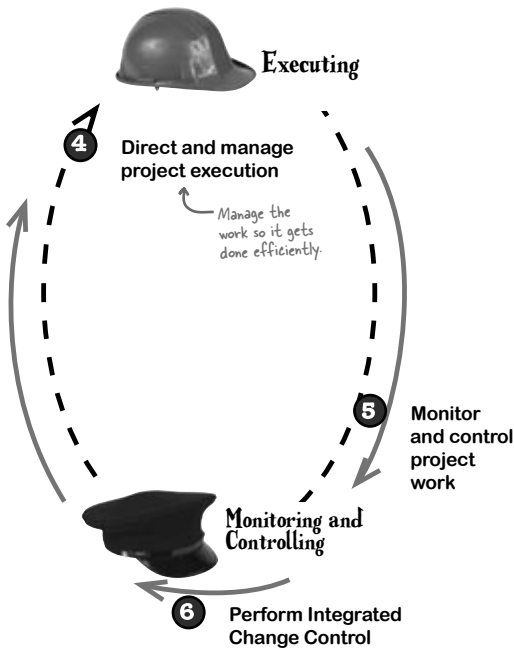 Executing
4
Direct and manage
project execution
Manage the
work so it gets
done efficiently.
5
Monitor
and control
project
work
Monitoring and
Controlling
6
Perform Integrated
Change Control